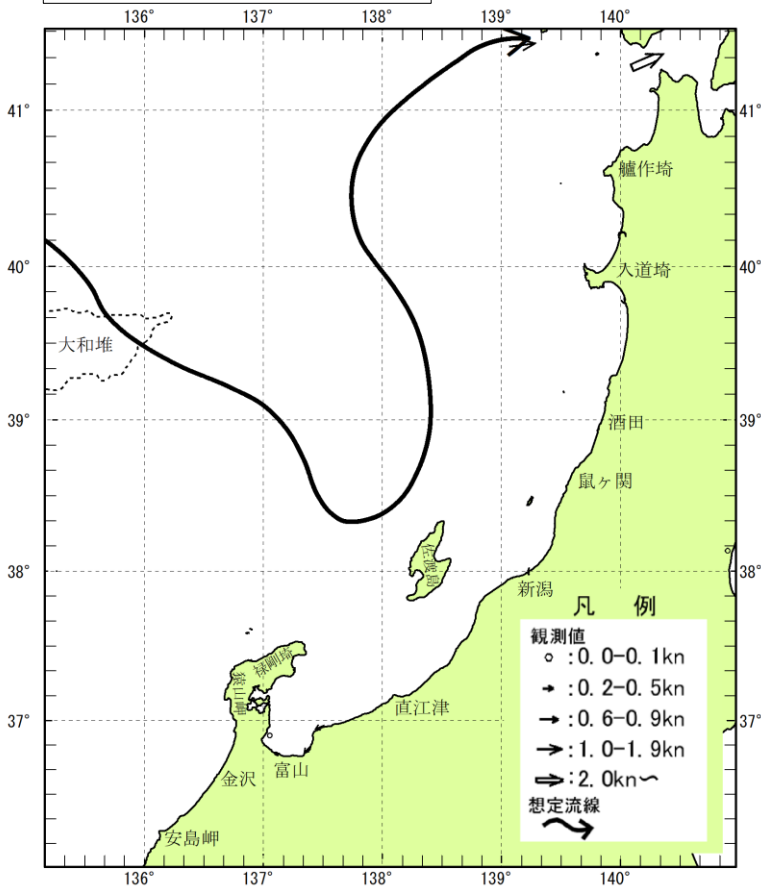 136° 137° 138° 139° 140°
41° 41°
艫作埼
40° 入道埼 40°
大和堆
39° 酒田 39°
鼠ヶ関
佐渡島
38° 新潟 38°
凡 例
観測値
:0.0-0.1kn
禄剛埼
猿山岬
:0.2-0.5kn
37° 直江津 :0.6-0.9kn 37°
:1.0-1.9kn
富山
金沢
:2.0kn~
想定流線
安島岬
136° 137° 138° 139° 140°